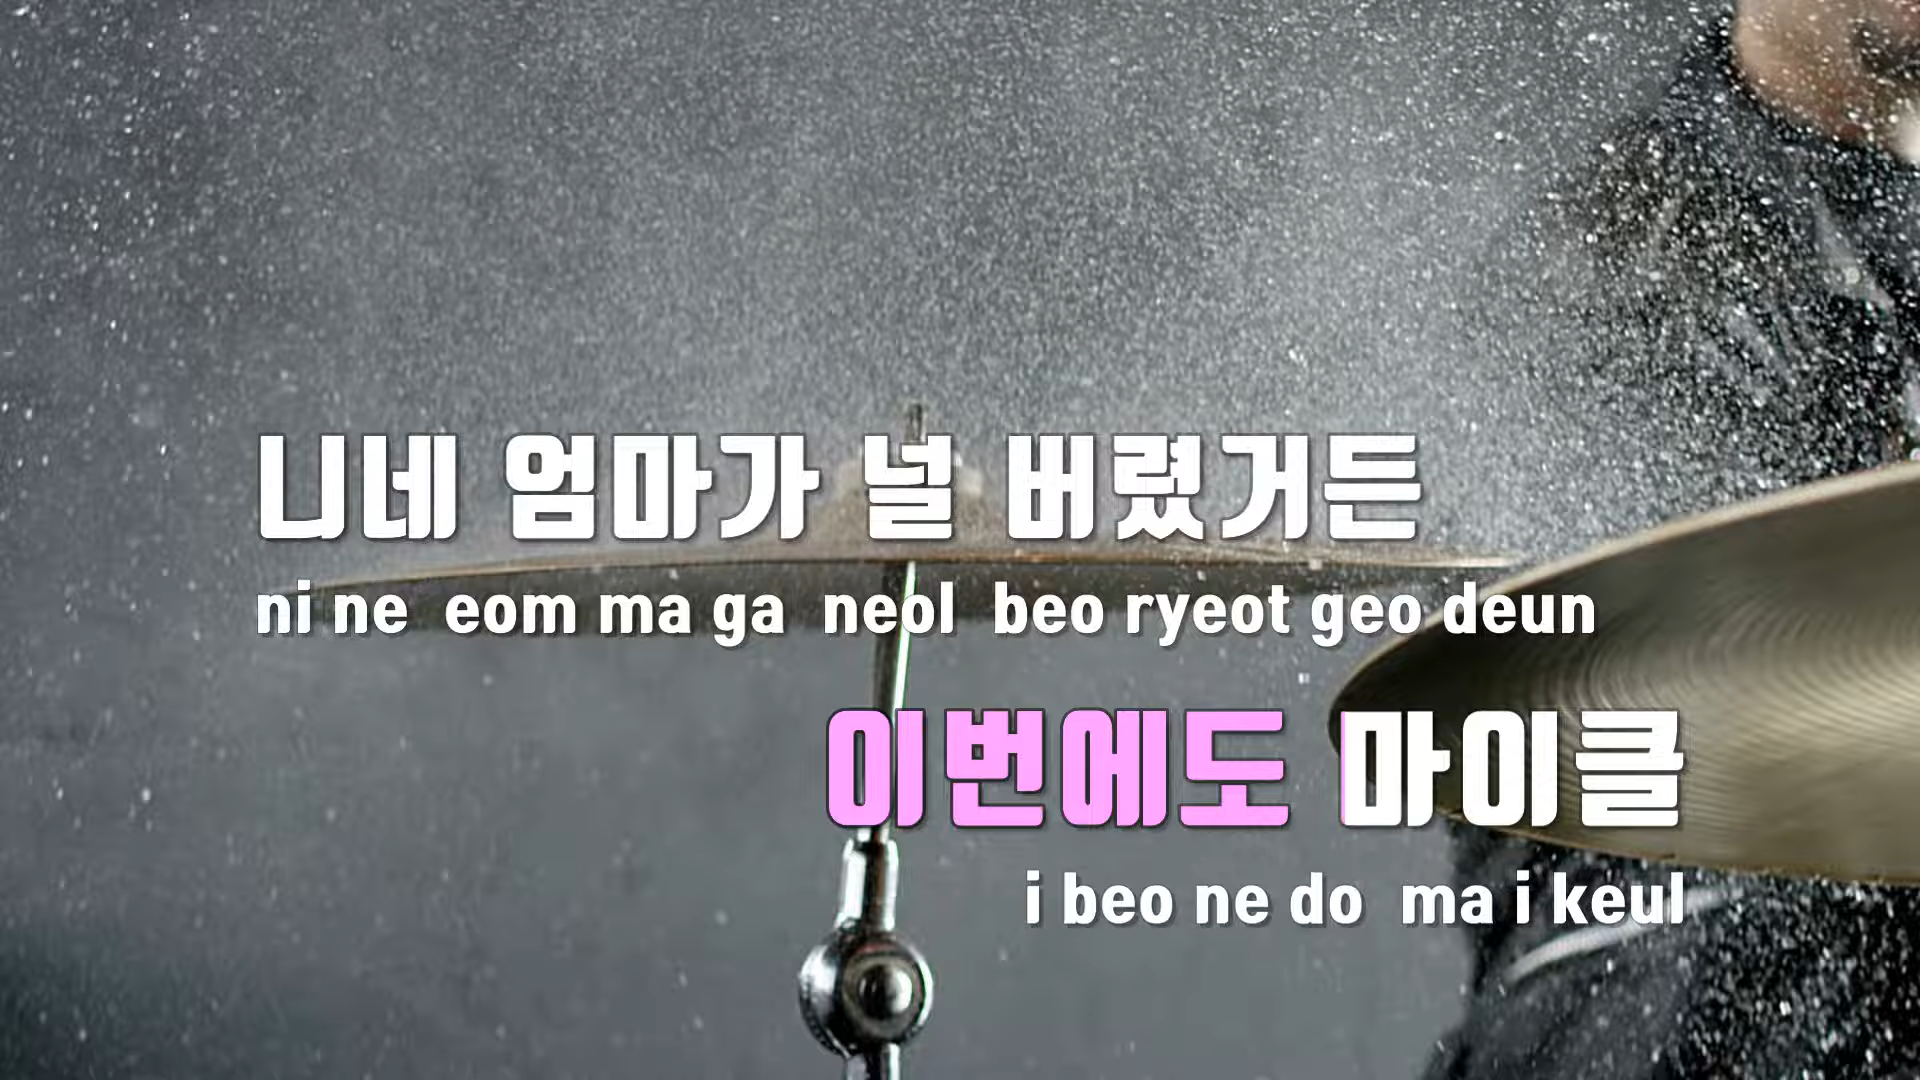 니네 엄마가 널 버렸거든
ni ne eom ma ga neol beo ryeot geo deun
이번에도 마이클
i beo ne do ma i keul